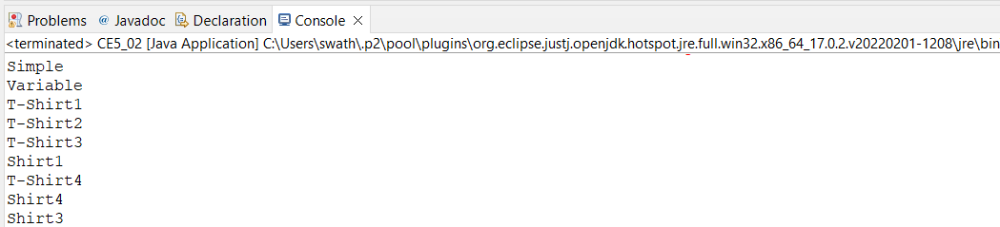 Problems @ Javadoc Declaration Console
<terminated> CE5_02 [Java Application] C:\Users\swath\.p2\pool\plugins\org.eclipse.justj.openjdk.hotspot.jre.full.win32.x86_64_17.0.2.v20220201-1208\jre\bin
Simple
Variable
T-Shirt1
T-Shirt2
T-Shirt3
Shirt1
T-Shirt4
Shirt4
Shirt3